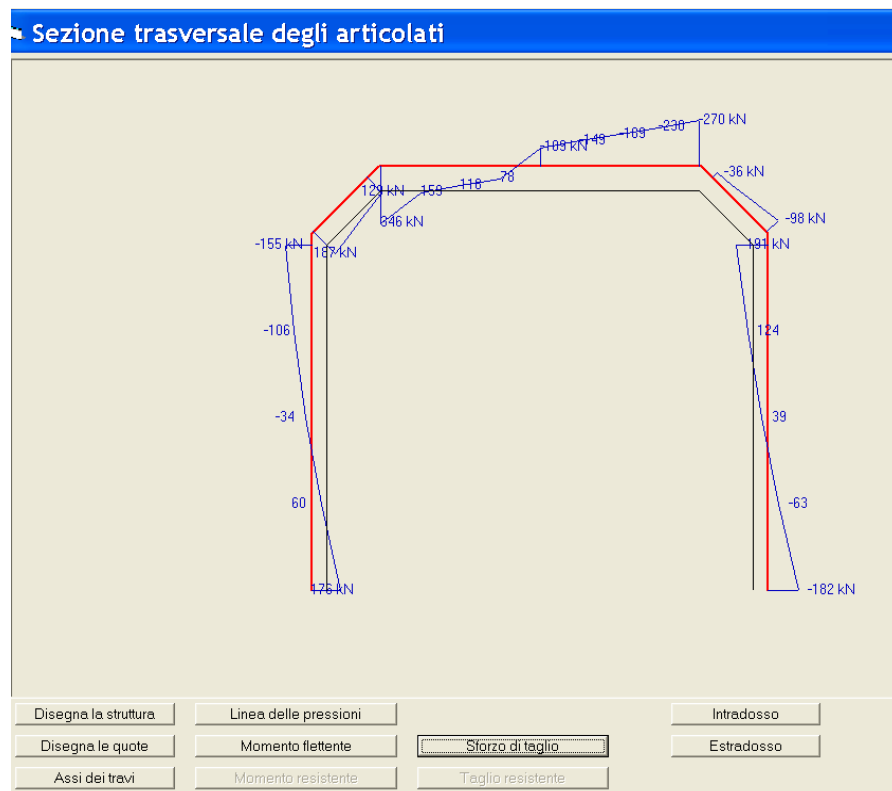 Sezione trasversale degli articolati
-270 kN
-230
-189
-149
-109 kN
-36 kN
78
118
159
129 kN
346 kN
-98 kN
-155 kN
187 kN
191 kN
-106
124
-34
39
60
-63
176 kN
-182 kN
Disegna la struttura
Linea delle pressioni
Intradosso
Disegna le quote
Momento flettente
Sforzo di taglio
Estradosso
Assi dei travi
Momento resistente
Taglio resistente